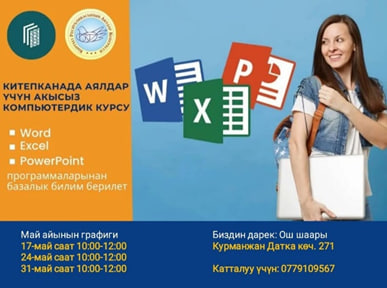 КИТЕПКАНАДА АЯЛДАР
ҮЧҮН АКЫСЫЗ
КОМПЬЮТЕРДИК КУРСУ
Word
Excel
PowerPoint
программаларынан
базалык билим берилет
W
X
P
Май айынын графиги
17-май саат 10:00-12:00
24-май саат 10:00-12:00
31-май саат 10:00-12:00
Биздин дарек: Ош шаары
Курманжан Датка көч. 271
Катталуу үчүн: 0779109567